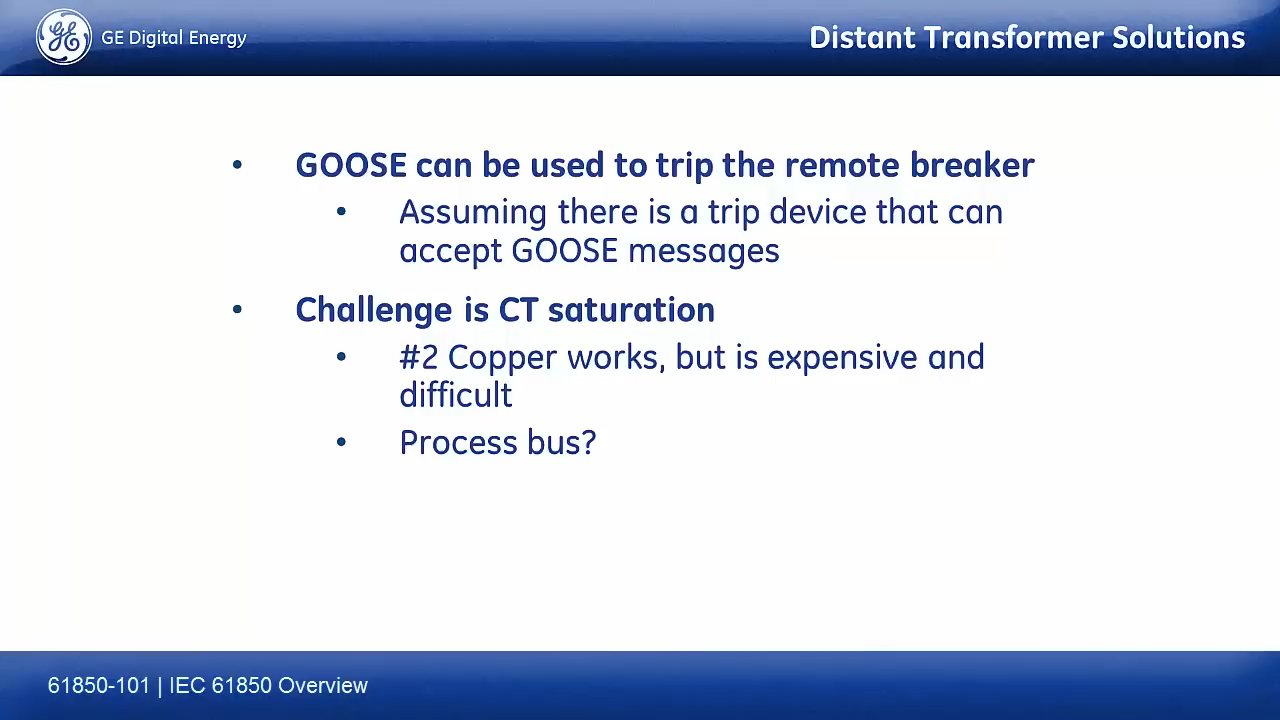 GE Digital Energy
Distant Transformer Solutions
• GOOSE can be used to trip the remote breaker
• Assuming there is a trip device that can
accept GOOSE messages
• Challenge is CT saturation
• #2 Copper works, but is expensive and
difficult
• Process bus?
61850-101 | IEC 61850 Overview